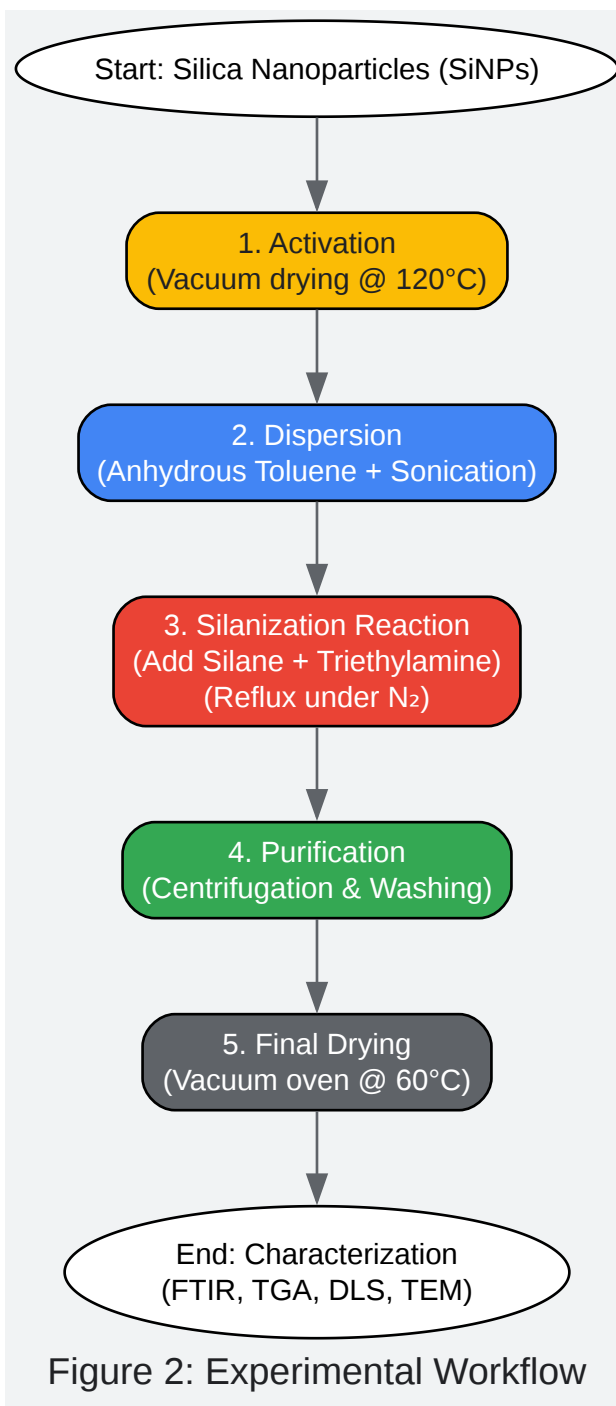 Start: Silica Nanoparticles (SiNPs)
1. Activation
(Vacuum drying @ 120°C)
2. Dispersion
(Anhydrous Toluene + Sonication)
3. Silanization Reaction
(Add Silane + Triethylamine)
(Reflux under N₂)
4. Purification
(Centrifugation & Washing)
5. Final Drying
(Vacuum oven @ 60°C)
End: Characterization
(FTIR, TGA, DLS, TEM)
Figure 2: Experimental Workflow